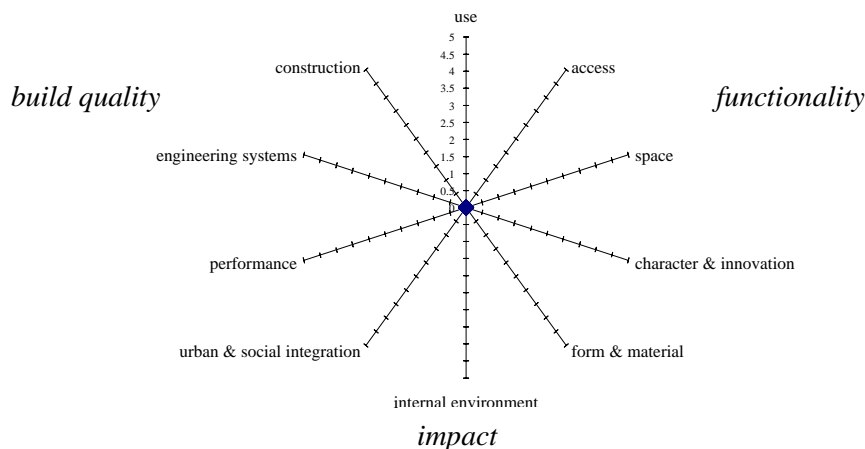 use
5
4.5
4
3.5
3
2.5
2
1.5
1
0.5
0
construction
access
build quality
functionality
engineering systems
space
performance
character & innovation
urban & social integration
form & material
internal environment
impact